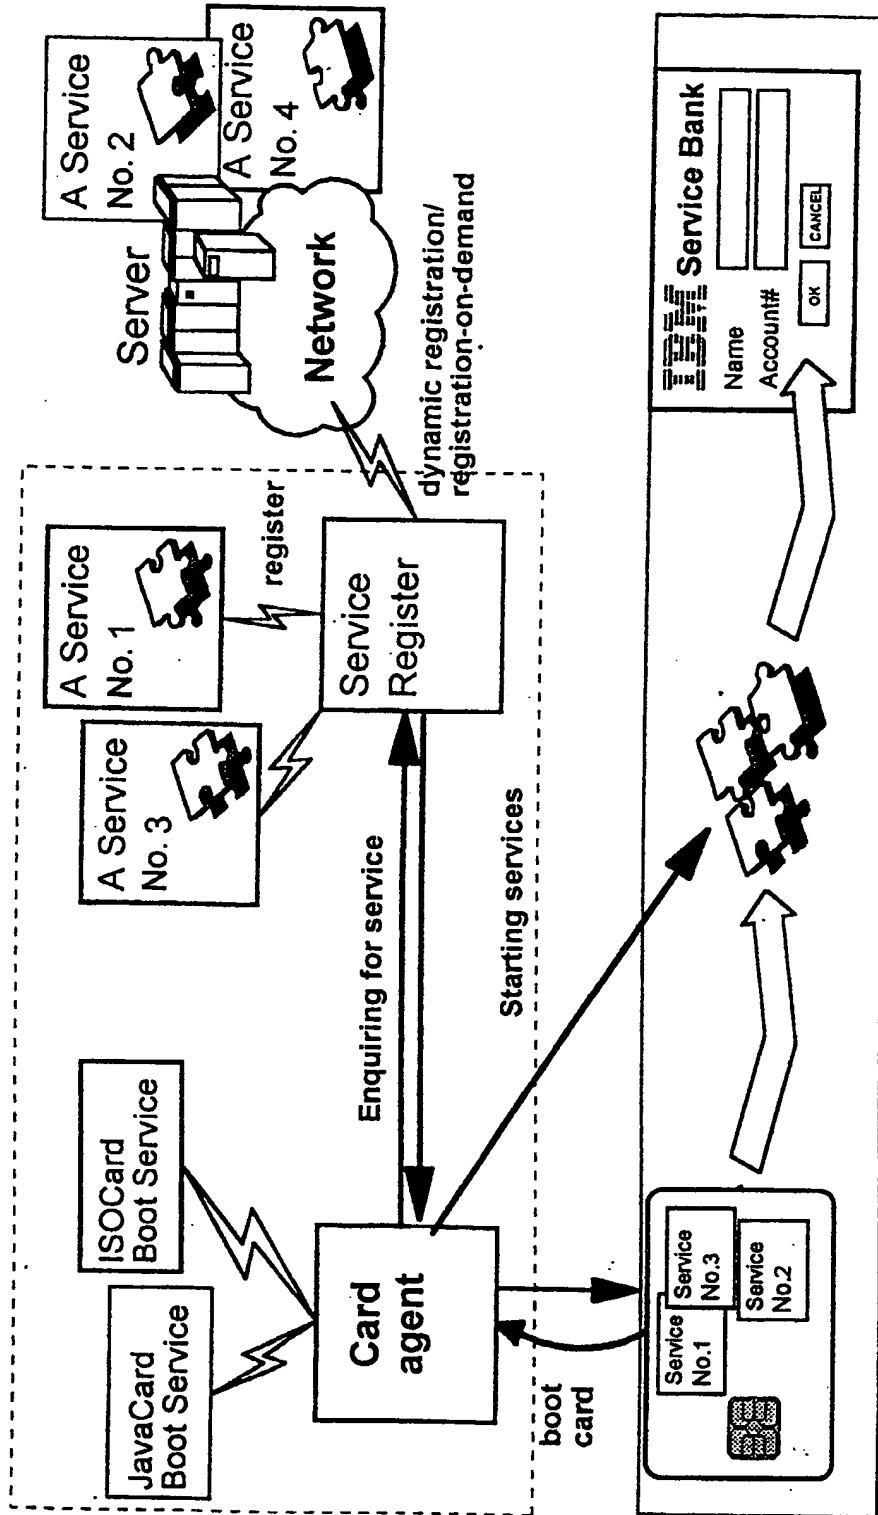 JavaCard
Boot Service
ISOCard
Boot Service
A Service
No. 3
A Service
No. 1
Server
A Service
No. 2
A Service
No. 4
register
Network
Card
agent
Enquiring for service
Service
Register
dynamic registration/
registration-on-demand
Starting services
boot
card
Service
No.1
Service
No.3
Service
No.2
IBM Service Bank
Name
Account#
OK
CANCEL